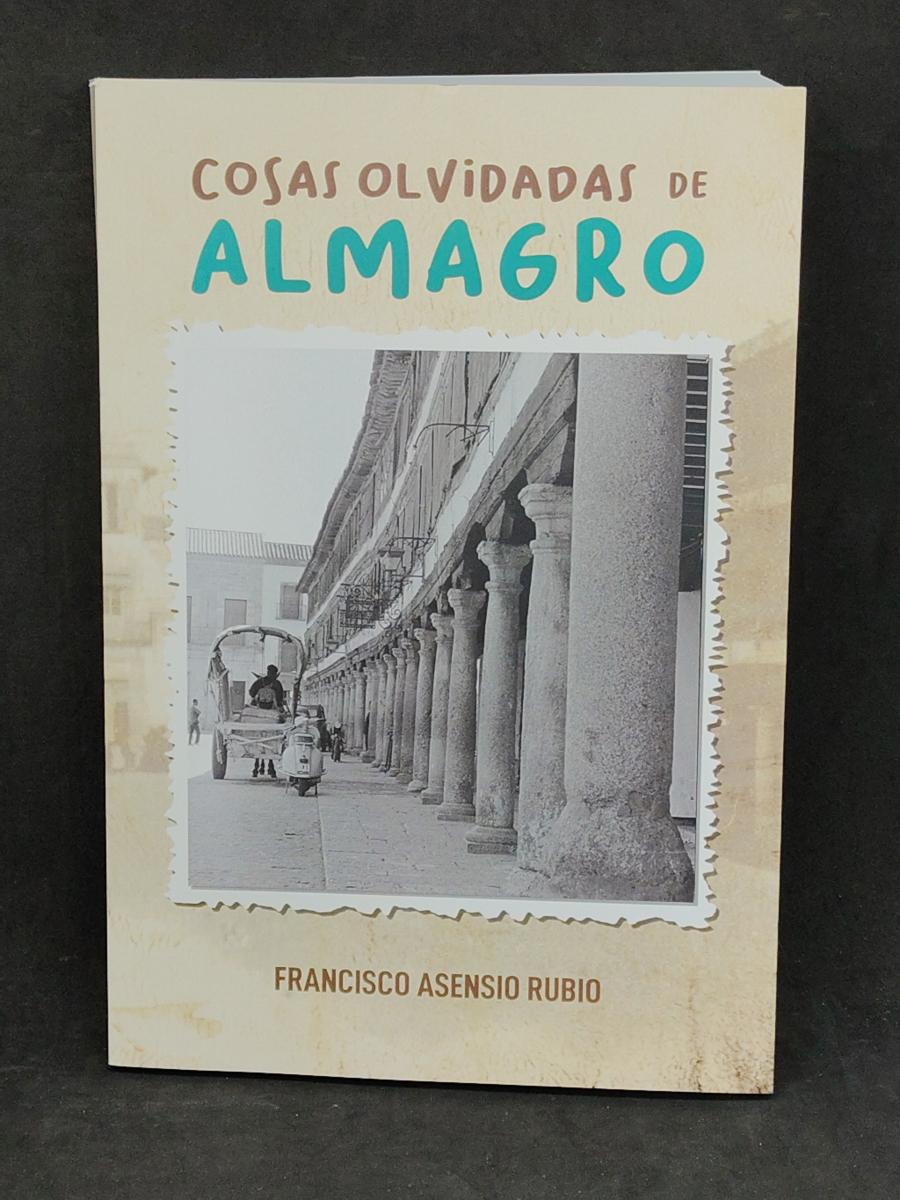 COSAS OLVIDADAS DE
ALMAGRO
FRANCISCO ASENSIO RUBIO